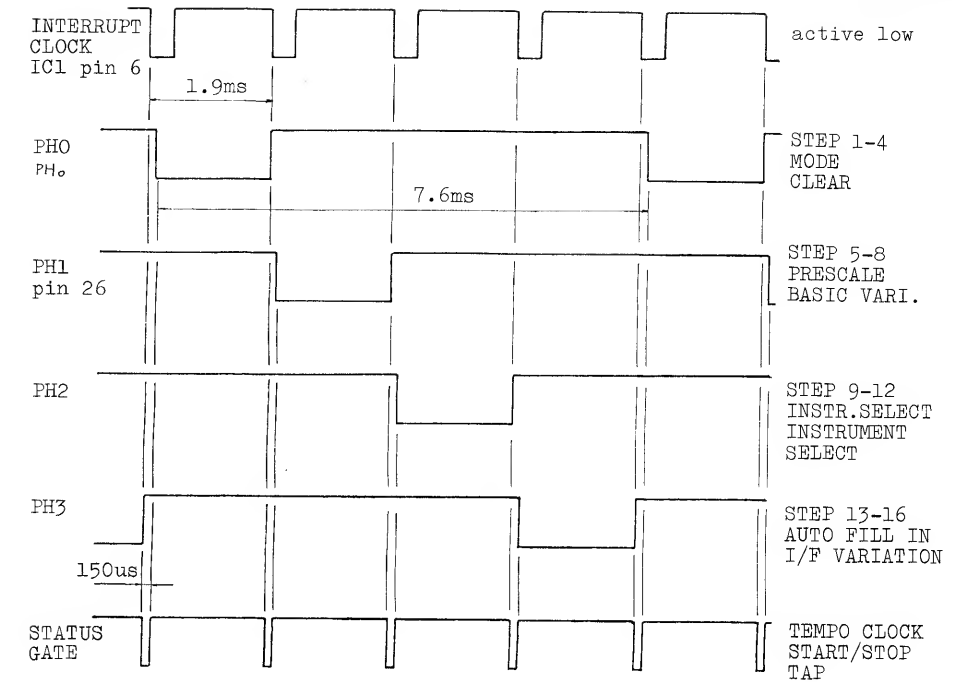 INTERRUPT
CLOCK
IC1 pin 6
active low
1.9ms
PH0
PH₀
STEP 1-4
MODE
CLEAR
7.6ms
PH1
pin 26
STEP 5-8
PRESCALE
BASIC VARI.
PH2
STEP 9-12
INSTR.SELECT
INSTRUMENT
SELECT
PH3
STEP 13-16
AUTO FILL IN
I/F VARIATION
150us
STATUS
GATE
TEMPO CLOCK
START/STOP
TAP